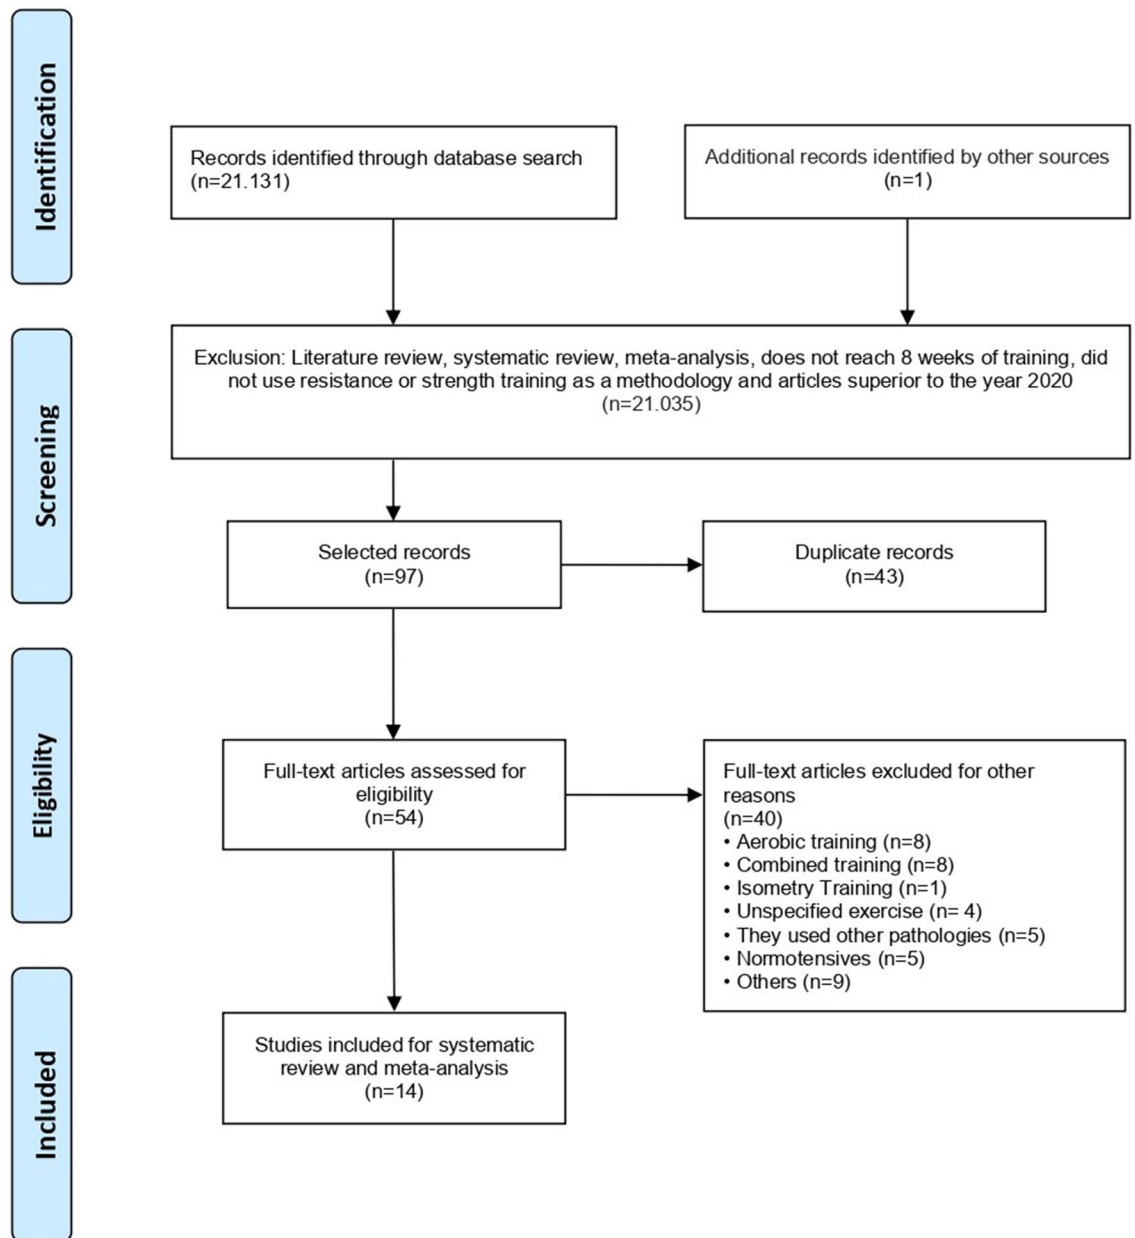 Identification
Records identified through database search
(n=21.131)
Additional records identified by other sources
(n=1)
Screening
Exclusion: Literature review, systematic review, meta-analysis, does not reach 8 weeks of training, did
not use resistance or strength training as a methodology and articles superior to the year 2020
(n=21.035)
Selected records
(n=97)
Duplicate records
(n=43)
Eligibility
Full-text articles assessed for
eligibility
(n=54)
Full-text articles excluded for other
reasons
(n=40)
• Aerobic training (n=8)
• Combined training (n=8)
• Isometry Training (n=1)
• Unspecified exercise (n= 4)
• They used other pathologies (n=5)
• Normotensives (n=5)
• Others (n=9)
Included
Studies included for systematic
review and meta-analysis
(n=14)